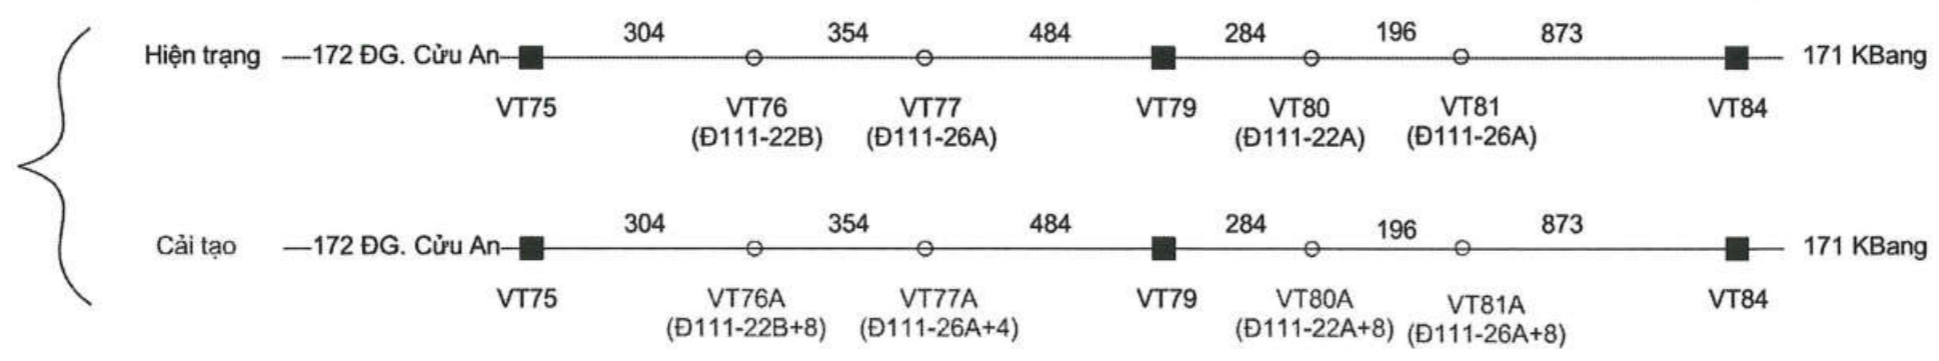 304 354 484 284 196 873
Hiện trạng 172 ĐG. Cửu An 171 KBang
VT75 VT76 VT77 VT79 VT80 VT81 VT84
(Đ111-22B) (Đ111-26A) (Đ111-22A) (Đ111-26A)
304 354 484 284 196 873
Cải tạo 172 ĐG. Cửu An 171 KBang
VT75 VT76A VT77A VT79 VT80A VT81A VT84
(Đ111-22B+8) (Đ111-26A+4) (Đ111-22A+8) (Đ111-26A+8)